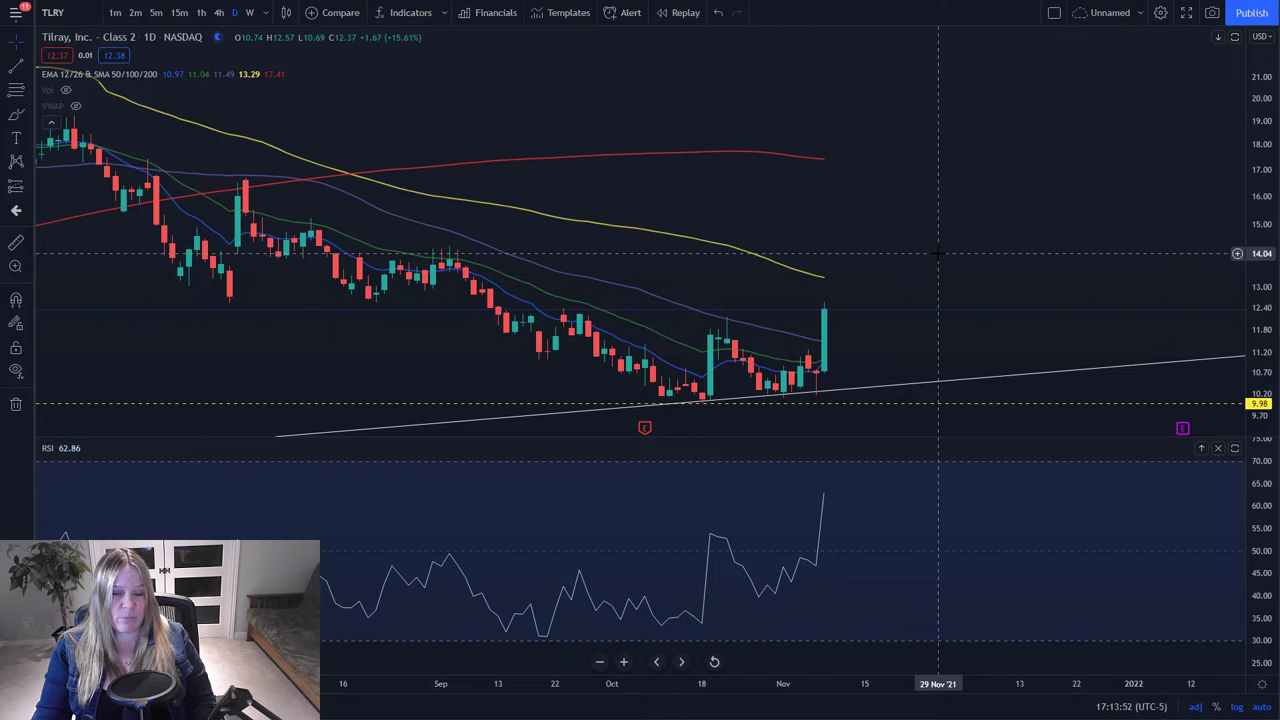 11
TLRY 1m 2m 5m 15m 1h 4h D W Compare Indicators Financials Templates Alert Replay Unnamed Publish
Tilray, Inc. - Class 2 · 1D · NASDAQ O10.74 H12.57 L10.69 C12.37 +1.67 (+15.61%) USD
12.37 0.01 12.38
EMA 12/26 & SMA 50/100/200 10.97 11.04 11.49 13.29 17.41
Vol
VWAP
21.00
20.00
19.00
18.00
17.00
16.00
15.00
14.04
13.00
12.40
11.80
11.20
10.70
10.20
9.98
9.70
E E
75.00
RSI 62.86
70.00
65.00
60.00
55.00
50.00
45.00
40.00
35.00
30.00
25.00
16 Sep 13 22 Oct 18 Nov 15 29 Nov '21 13 22 2022 12
17:13:52 (UTC-5) adj % log auto